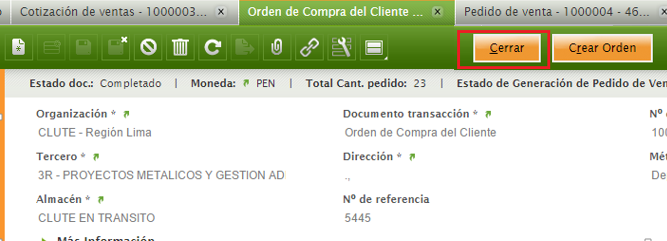 Cotización de ventas - 1000003...
Orden de Compra del Cliente ...
Pedido de venta - 1000004 - 46...
Cerrar
Crear Orden
Estado doc.: Completado | Moneda: PEN | Total Cant. pedido: 23 | Estado de Generación de Pedido de Ven
Organización *
Documento transacción *
Nº
CLUTE - Región Lima
Orden de Compra del Cliente
100
Tercero *
Dirección *
Mét
3R - PROYECTOS METALICOS Y GESTION AD
.,
De
Almacén *
Nº de referencia
CLUTE EN TRANSITO
5445
Más Información